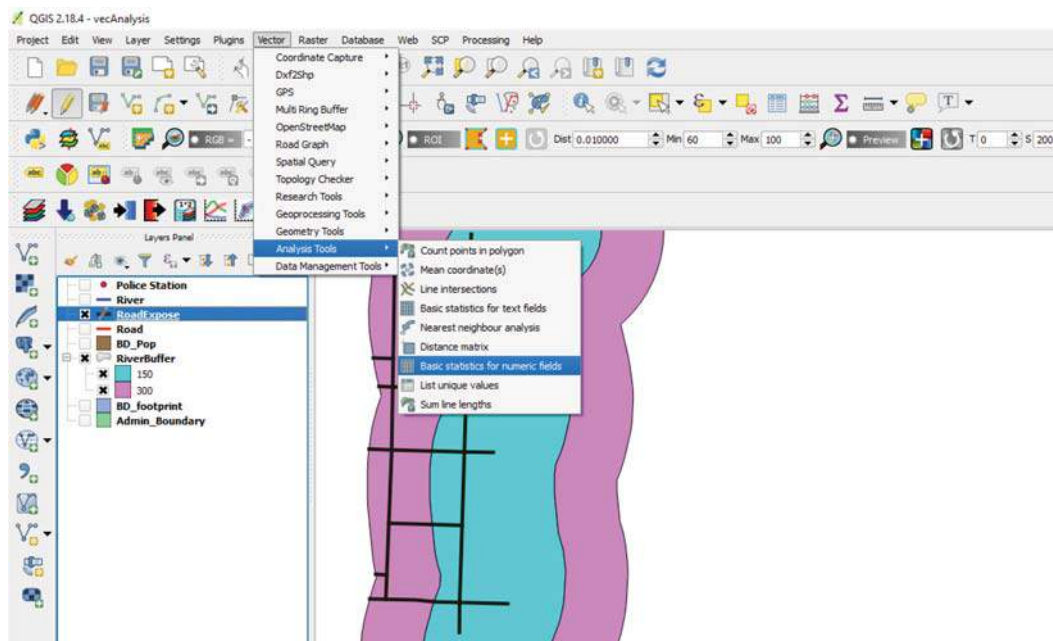 QGIS 2.18.4 - vecAnalysis
Project Edit View Layer Settings Plugins Vector Raster Database Web SCP Processing Help
Coordinate Capture
Dxf2Shp
GPS
Multi Ring Buffer
OpenStreetMap
Road Graph
Spatial Query
Topology Checker
Research Tools
Geoprocessing Tools
Geometry Tools
Analysis Tools
Data Management Tools
RGB =
ROI
Dist 0.010000 Min 60 Max 100 Preview T 0 S 200
Layers Panel
Police Station
River
RoadExpose
Road
BD_Pop
RiverBuffer
150
300
BD_footprint
Admin_Boundary
Count points in polygon
Mean coordinate(s)
Line intersections
Basic statistics for text fields
Nearest neighbour analysis
Distance matrix
Basic statistics for numeric fields
List unique values
Sum line lengths